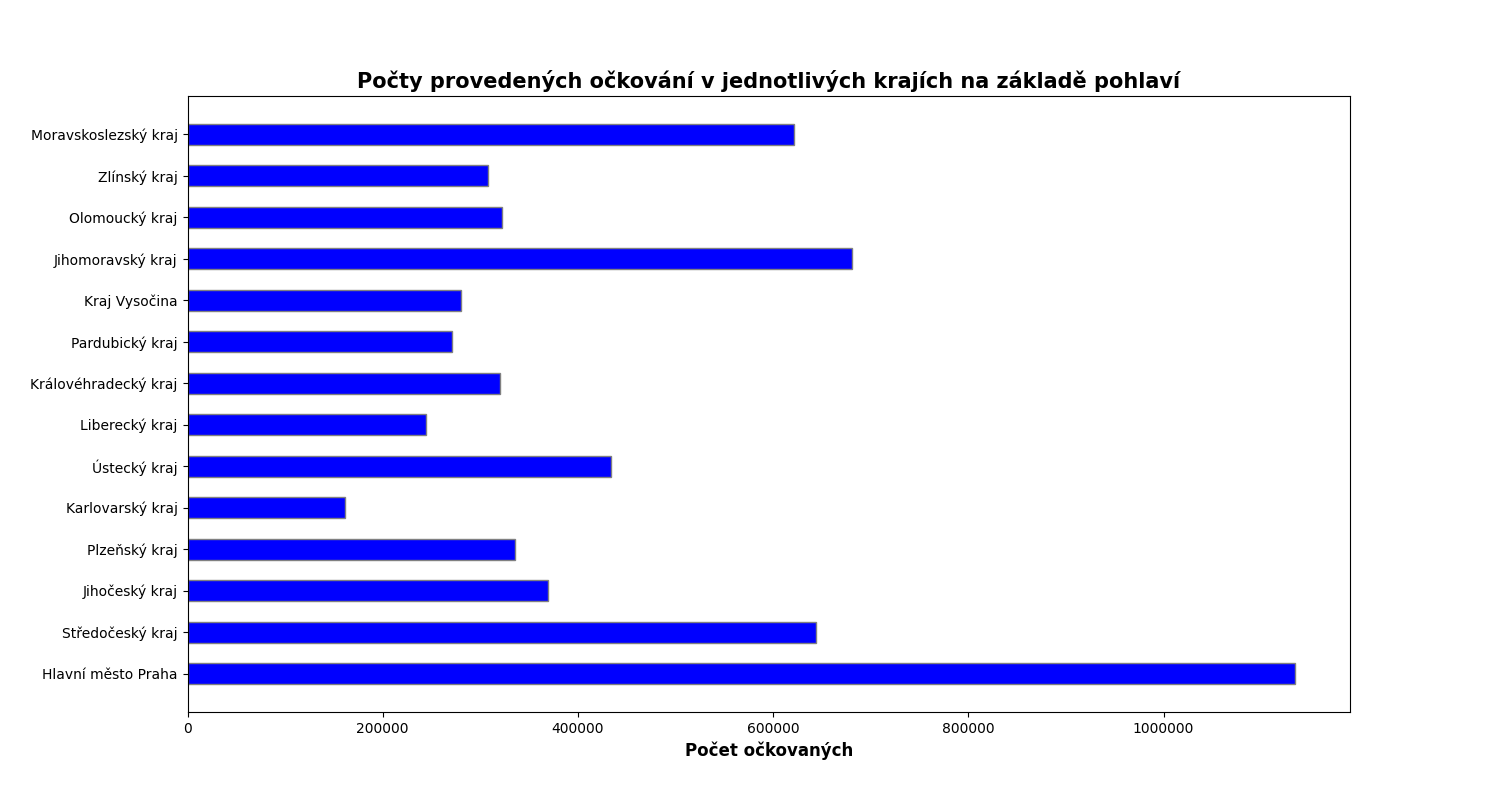 Počty provedených očkování v jednotlivých krajích na základě pohlaví
Moravskoslezský kraj
Zlínský kraj
Olomoucký kraj
Jihomoravský kraj
Kraj Vysočina
Pardubický kraj
Královéhradecký kraj
Liberecký kraj
Ústecký kraj
Karlovarský kraj
Plzeňský kraj
Jihočeský kraj
Středočeský kraj
Hlavní město Praha
0 200000 400000 600000 800000 1000000
Počet očkovaných